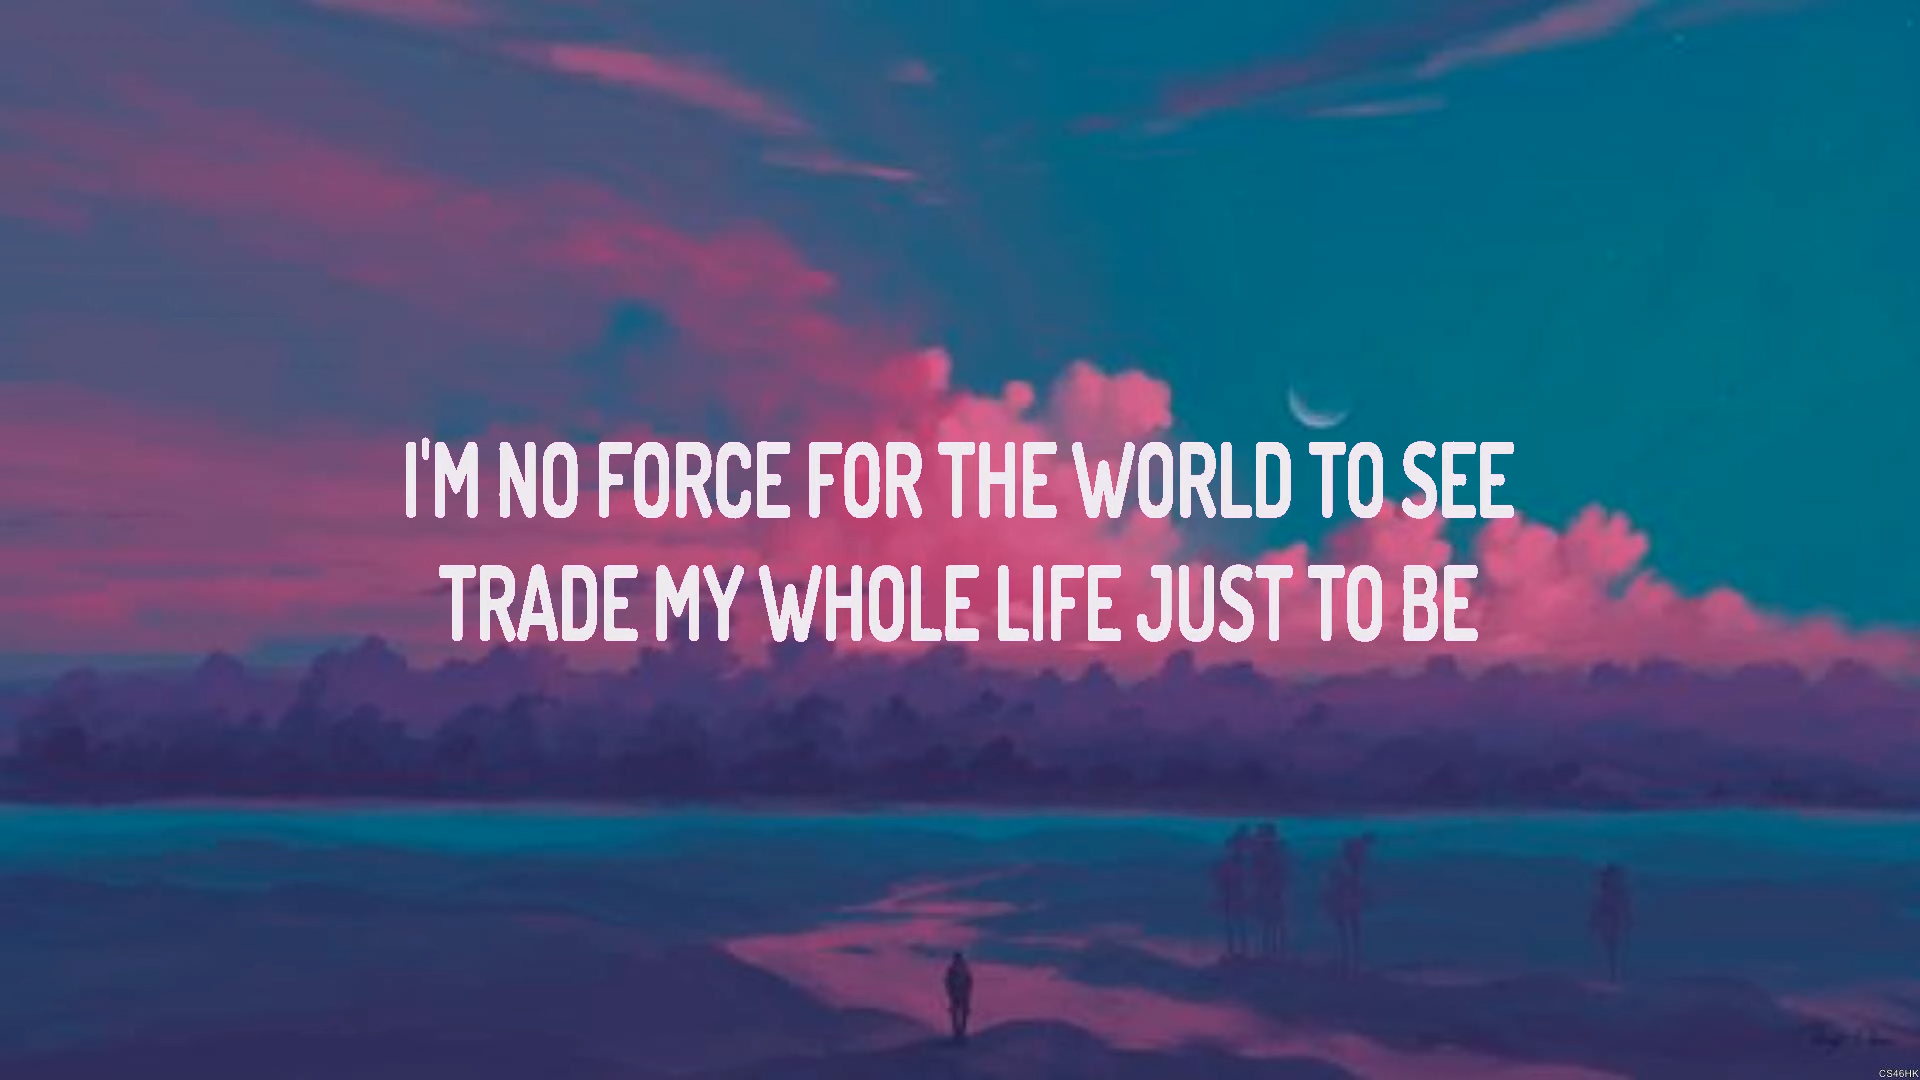 I'M NO FORCE FOR THE WORLD TO SEE
TRADE MY WHOLE LIFE JUST TO BE
CS46HK